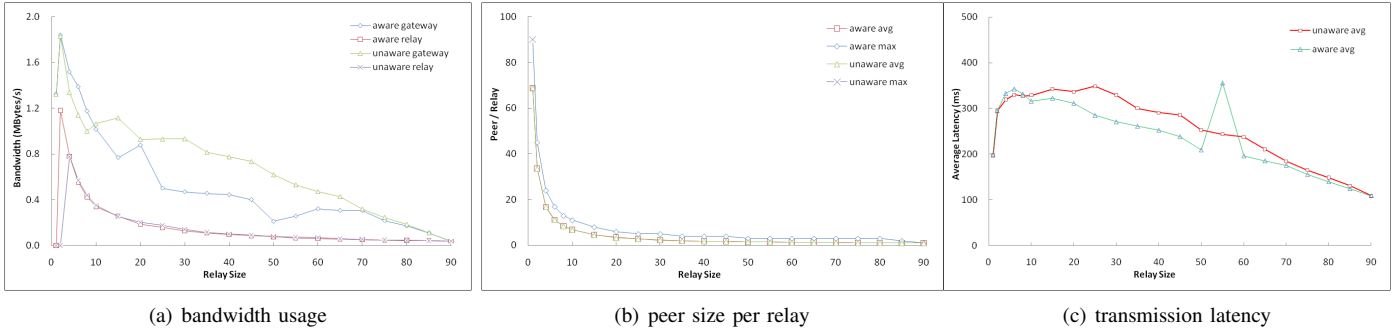 2.0
1.6
1.2
0.8
0.4
0.0
Bandwidth (MBytes/s)
0 10 20 30 40 50 60 70 80 90
Relay Size
aware gateway
aware relay
unaware gateway
unaware relay
(a) bandwidth usage
100
80
60
40
20
0
Peer / Relay
0 10 20 30 40 50 60 70 80 90
Relay Size
aware avg
aware max
unaware avg
unaware max
(b) peer size per relay
500
400
300
200
100
0
Average Latency (ms)
0 10 20 30 40 50 60 70 80 90
Relay Size
unaware avg
aware avg
(c) transmission latency